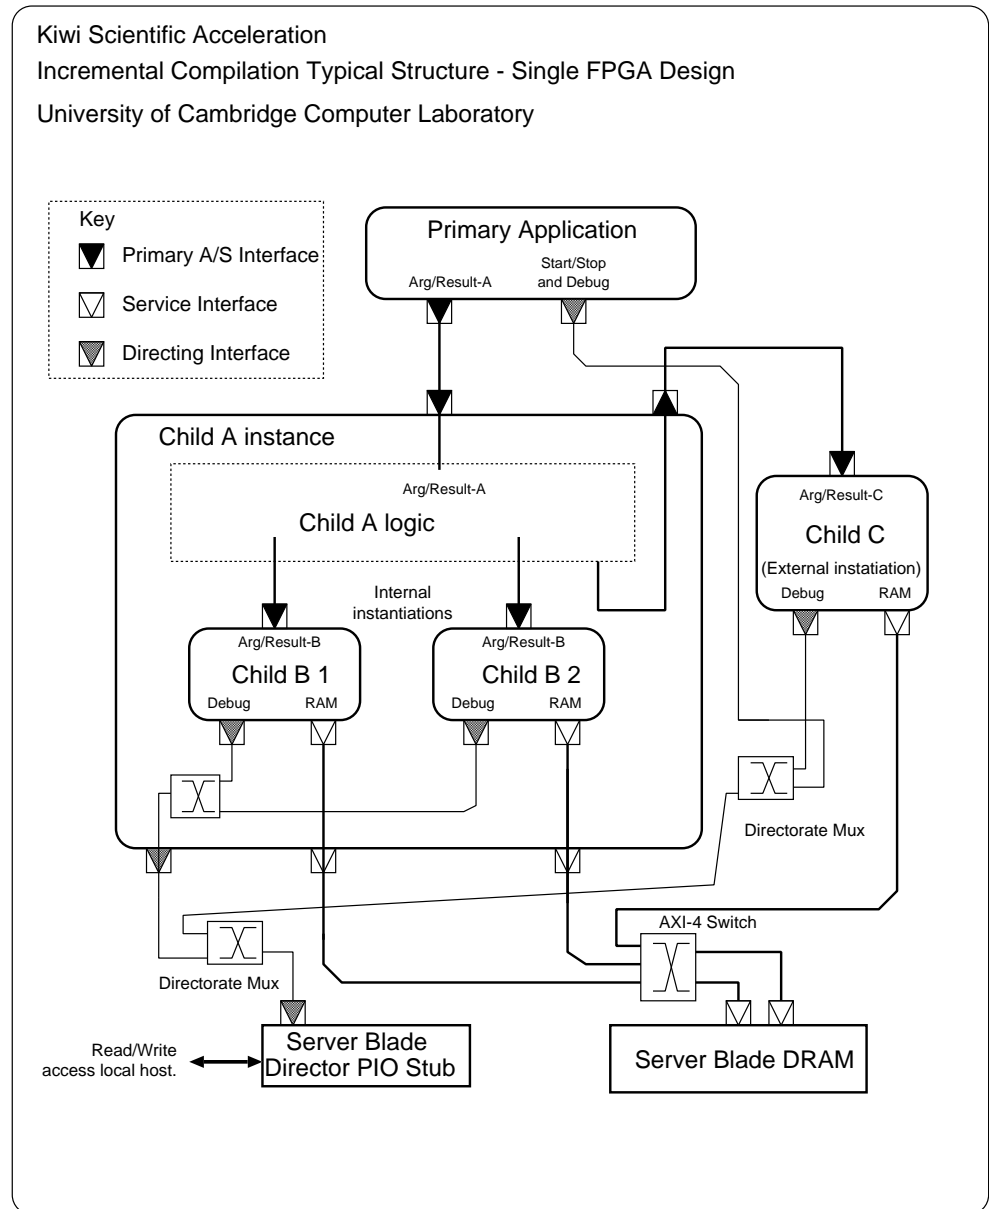 Kiwi Scientific Acceleration
Incremental Compilation Typical Structure - Single FPGA Design
University of Cambridge Computer Laboratory
Key
Primary A/S Interface
Service Interface
Directing Interface
Primary Application
Arg/Result-A
Start/Stop
and Debug
Child A instance
Arg/Result-A
Child A logic
Internal
instantiations
Arg/Result-B
Child B 1
Debug
RAM
Arg/Result-B
Child B 2
Debug
RAM
Arg/Result-C
Child C
(External instatiation)
Debug
RAM
Directorate Mux
AXI-4 Switch
Directorate Mux
Server Blade
Director PIO Stub
Read/Write
access local host.
Server Blade DRAM